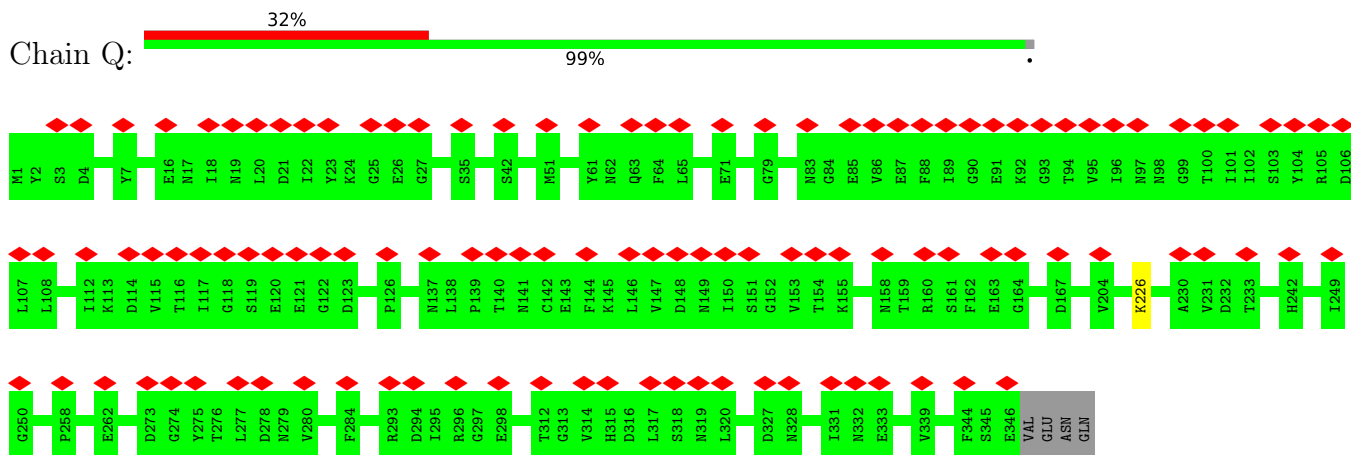 32%
Chain Q:
99%
•
M1 Y2 S3 D4 Y7 E16 N17 I18 N19 L20 D21 I22 Y23 K24 G25 E26 G27 S35 S42 M51 Y61 N62 Q63 F64 L65 E71 G79 N83 G84 E85 V86 E87 F88 I89 G90 E91 K92 G93 T94 V95 I96 N97 N98 G99 T100 I101 I102 S103 Y104 R105 D106
L107 L108 I112 K113 D114 V115 T116 I117 G118 S119 E120 E121 G122 D123 P126 N137 L138 P139 T140 N141 C142 E143 F144 K145 L146 V147 D148 N149 I150 S151 G152 V153 T154 K155 N158 T159 R160 S161 F162 E163 G164 D167 V204 K226 A230 V231 D232 T233 H242 I249
G250 P258 E262 D273 G274 Y275 T276 L277 D278 N279 V280 F284 R293 D294 I295 R296 G297 E298 T312 G313 V314 H315 D316 L317 S318 N319 L320 D327 N328 I331 N332 E333 V339 F344 S345 E346 VAL GLU ASN GLN